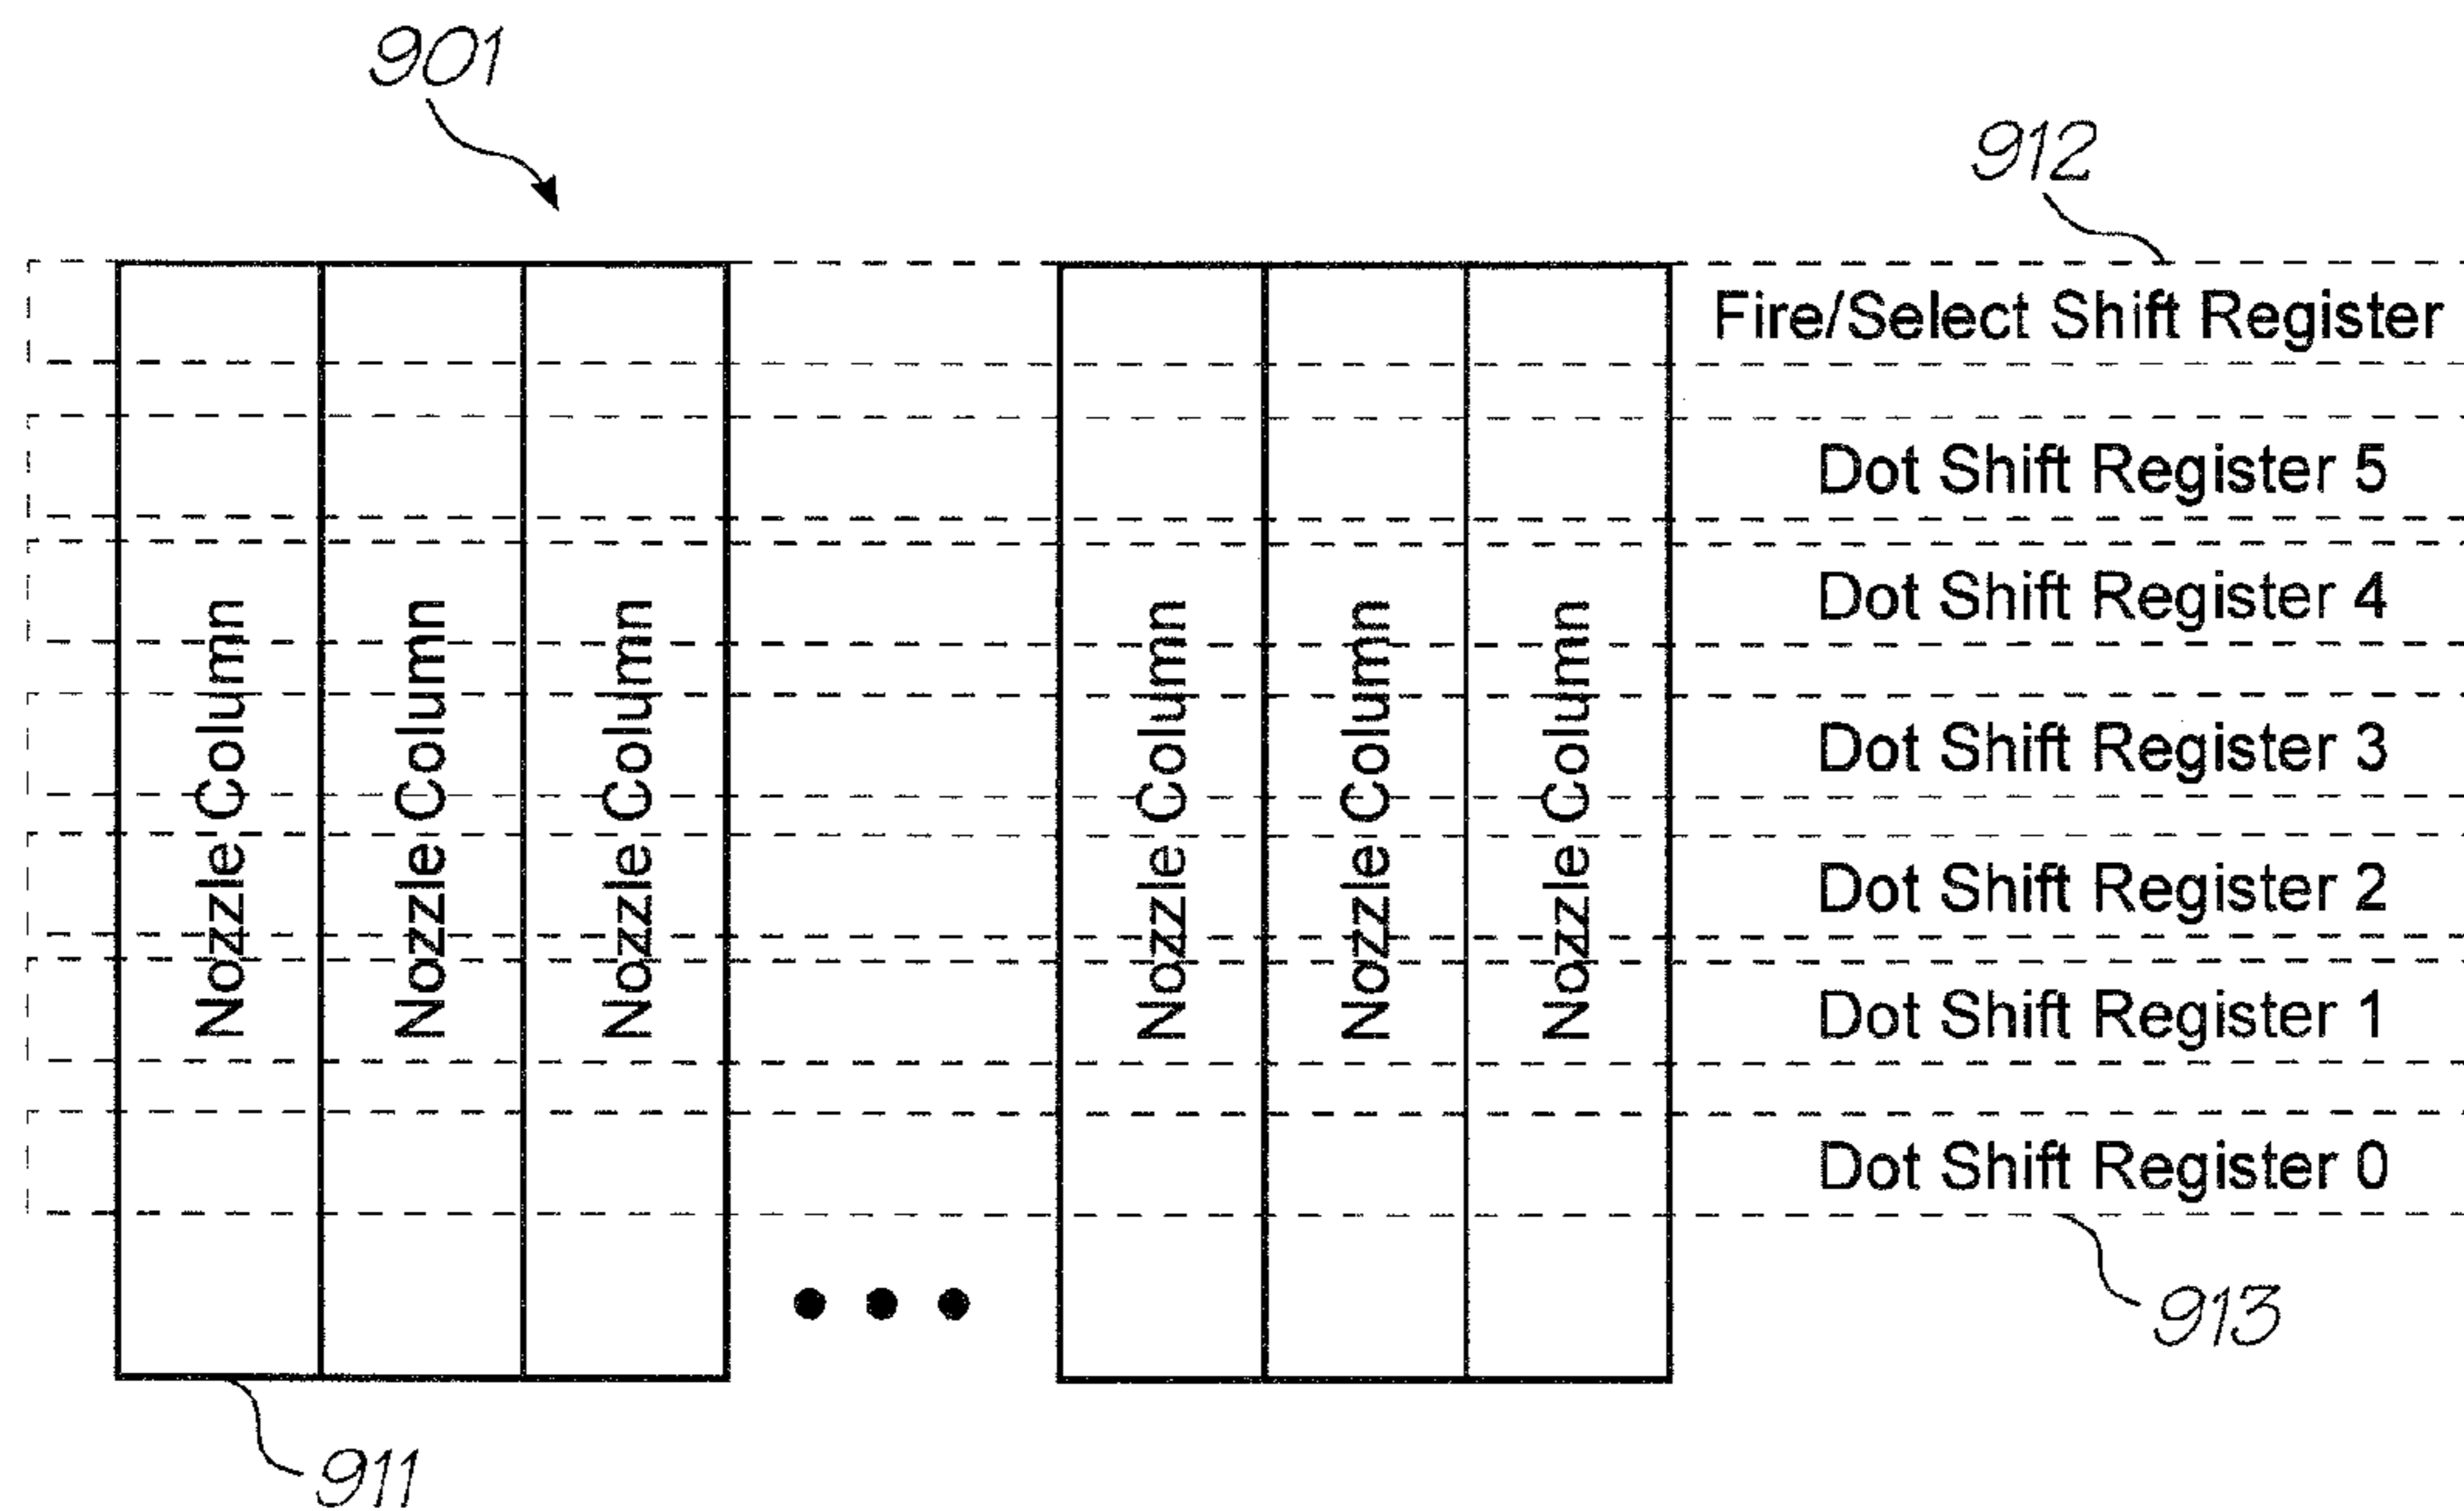 901
912
Fire/Select Shift Register
Dot Shift Register 5
Dot Shift Register 4
Dot Shift Register 3
Dot Shift Register 2
Dot Shift Register 1
Dot Shift Register 0
Nozzle Column
Nozzle Column
Nozzle Column
Nozzle Column
Nozzle Column
Nozzle Column
913
911